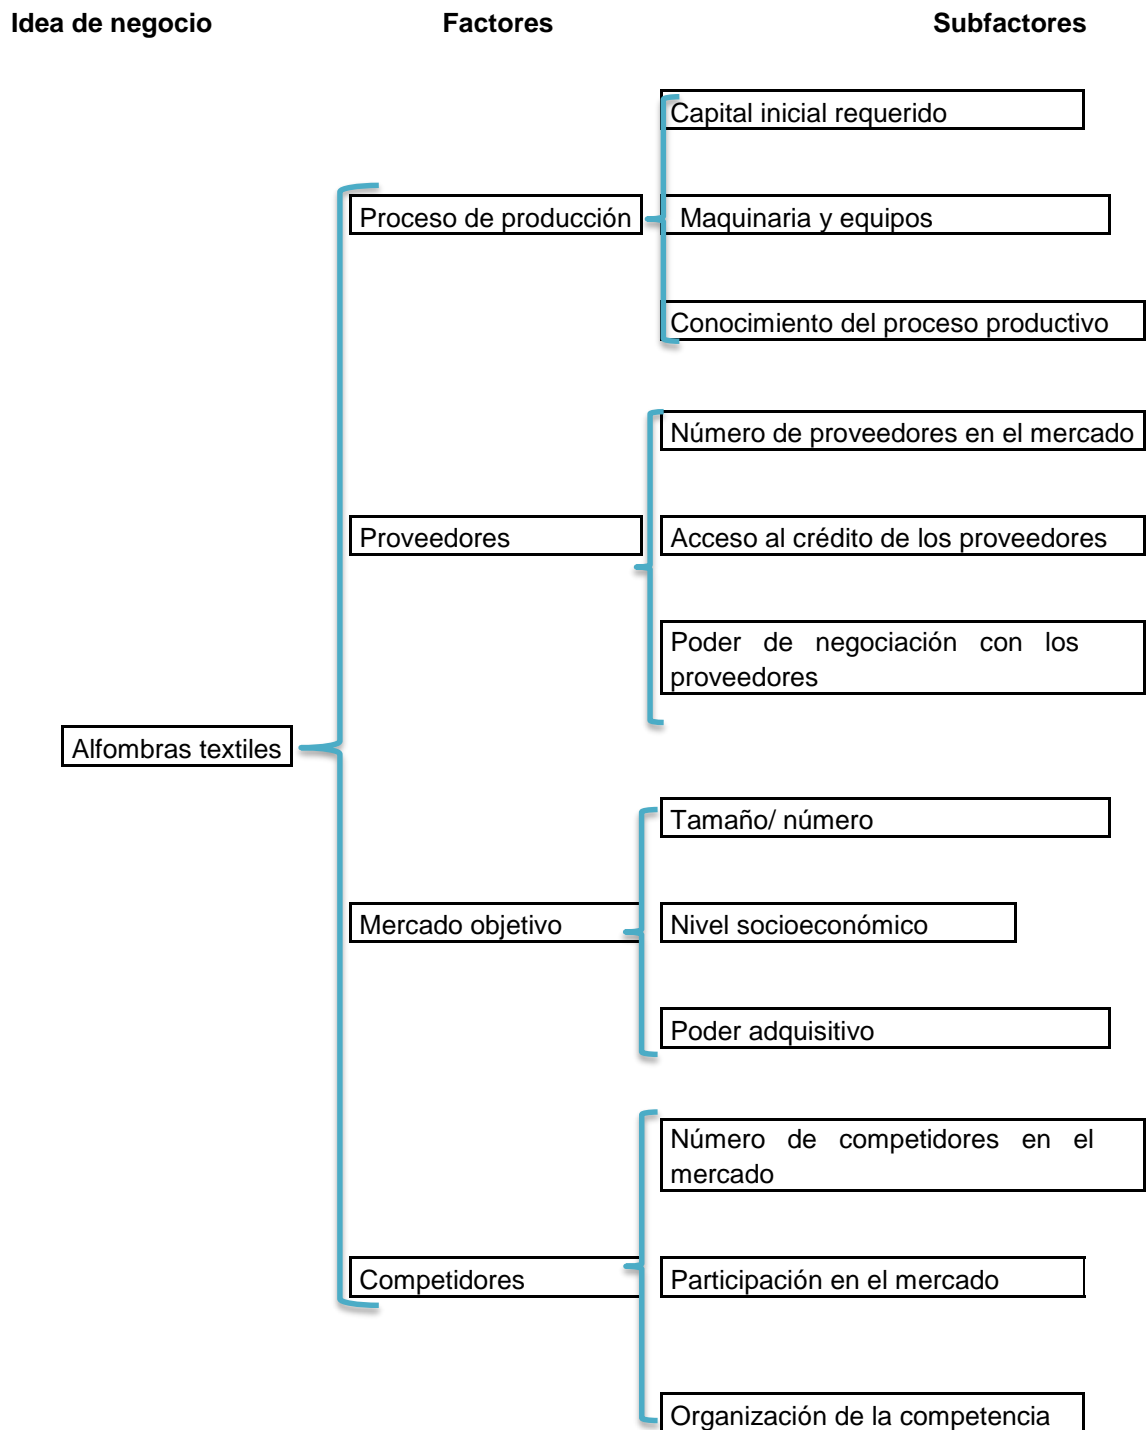 Idea de negocio Factores Subfactores
Capital inicial requerido
Proceso de producción Maquinaria y equipos
Conocimiento del proceso productivo
Número de proveedores en el mercado
Proveedores Acceso al crédito de los proveedores
Poder de negociación con los
proveedores
Alfombras textiles
Tamaño/ número
Mercado objetivo Nivel socioeconómico
Poder adquisitivo
Número de competidores en el
mercado
Competidores Participación en el mercado
Organización de la competencia